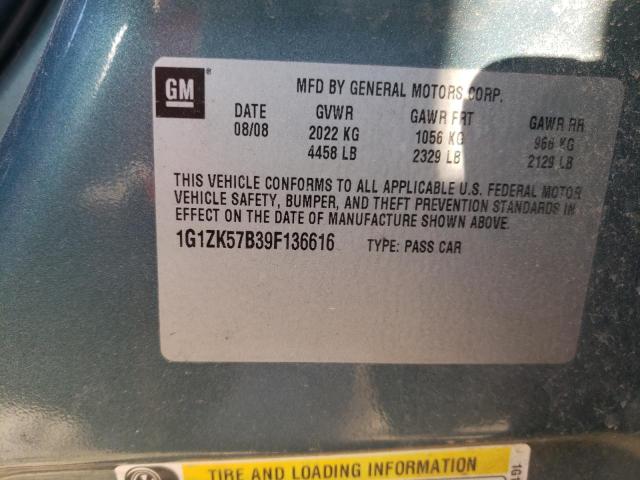 GM
MFD BY GENERAL MOTORS CORP.
DATE GVWR GAWR FRT GAWR RR
08/08 2022 KG 1056 KG 966 KG
4458 LB 2329 LB 2129 LB
THIS VEHICLE CONFORMS TO ALL APPLICABLE U.S. FEDERAL MOTOR
VEHICLE SAFETY, BUMPER, AND THEFT PREVENTION STANDARDS IN
EFFECT ON THE DATE OF MANUFACTURE SHOWN ABOVE.
1G1ZK57B39F136616 TYPE: PASS CAR
TIRE AND LOADING INFORMATION
1G1